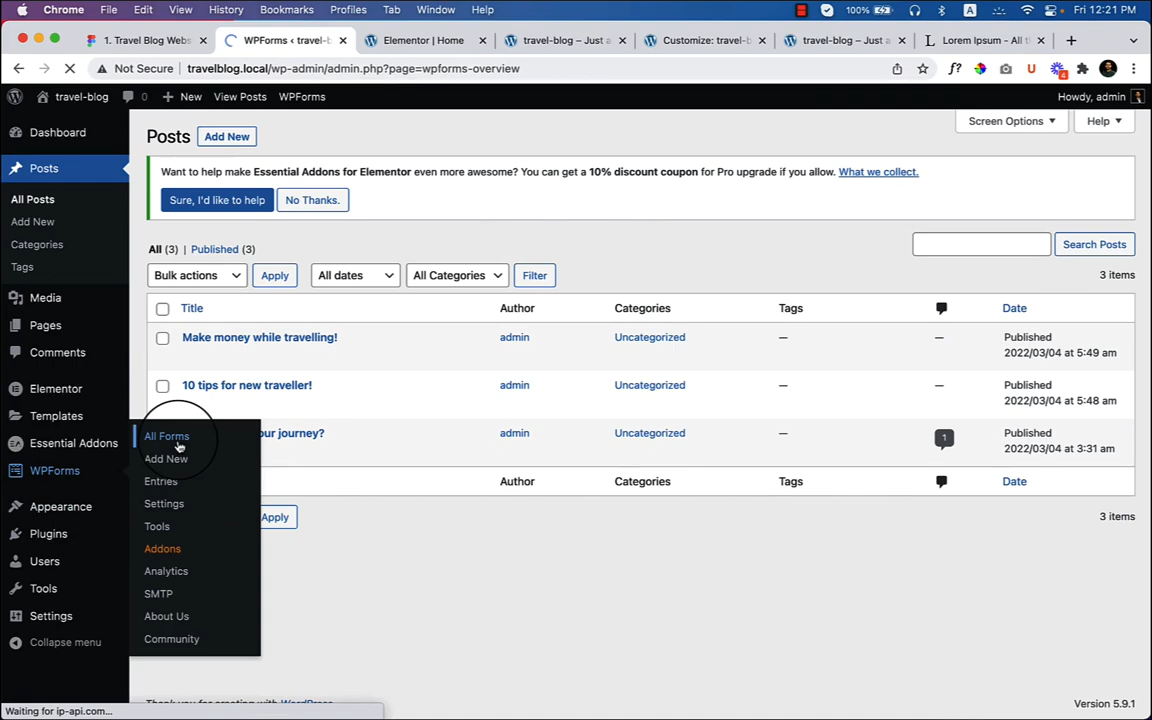 Chrome File Edit View History Bookmarks Profiles Tab Window Help 100% A Fri 12:21 PM
1. Travel Blog Webs WPForms ‹ travel- Elementor | Home travel-blog – Just a Customize: travel-b travel-blog – Just a Lorem Ipsum - All t
Not Secure travelblog.local/wp-admin/admin.php?page=wpforms-overview f? U 4
travel-blog 0 New View Posts WPForms Howdy, admin
Dashboard
Posts
All Posts
Add New
Categories
Tags
Media
Pages
Comments
Elementor
Templates
Essential Addons
WPForms
Appearance
Plugins
Users
Tools
Settings
Collapse menu
All Forms
Add New
Entries
Settings
Tools
Addons
Analytics
SMTP
About Us
Community
Posts Add New
Screen Options Help
Want to help make Essential Addons for Elementor even more awesome? You can get a 10% discount coupon for Pro upgrade if you allow. What we collect.
Sure, I'd like to help No Thanks.
All (3) | Published (3)
Search Posts
Bulk actions Apply All dates All Categories Filter
3 items
Title Author Categories Tags Date
Make money while travelling! admin Uncategorized — — Published
2022/03/04 at 5:49 am
10 tips for new traveller! admin Uncategorized — — Published
2022/03/04 at 5:48 am
our journey? admin Uncategorized — 1 Published
2022/03/04 at 3:31 am
Author Categories Tags Date
Apply
3 items
Thank you for creating with WordPress
Version 5.9.1
Waiting for ip-api.com...